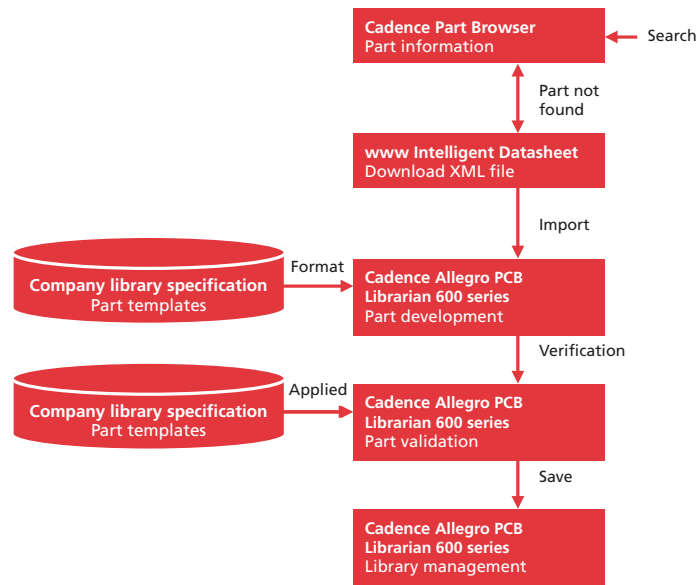 Cadence Part Browser
Part information
Search
Part not
found
www Intelligent Datasheet
Download XML file
Import
Company library specification
Part templates
Format
Cadence Allegro PCB
Librarian 600 series
Part development
Verification
Company library specification
Part templates
Applied
Cadence Allegro PCB
Librarian 600 series
Part validation
Save
Cadence Allegro PCB
Librarian 600 series
Library management